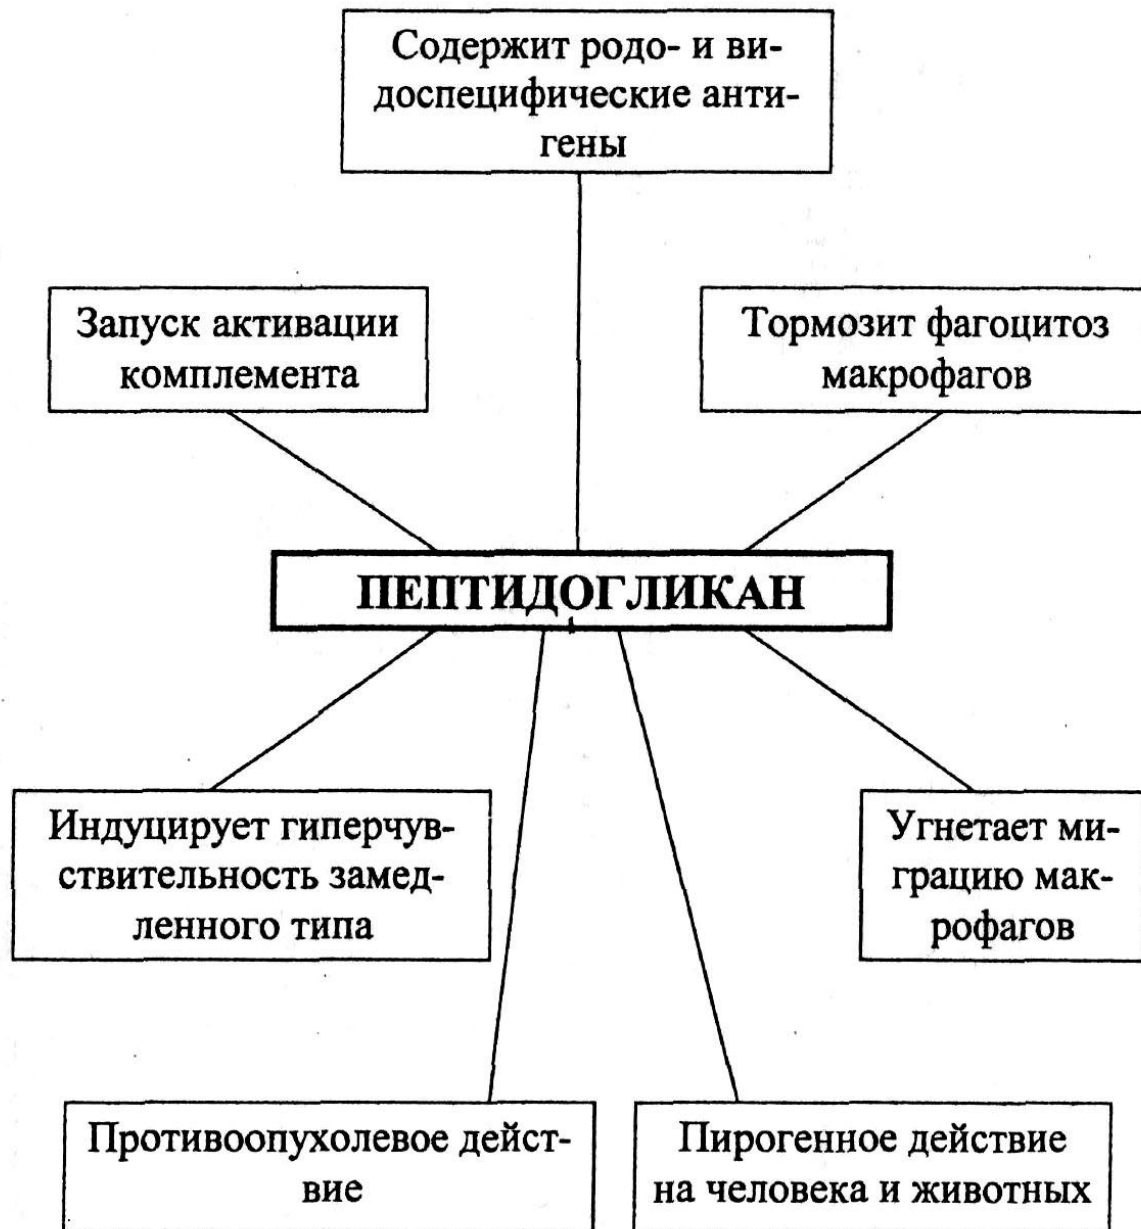 Содержит родо- и ви-
доспецифические анти-
гены
Запуск активации
комплемента
Тормозит фагоцитоз
макрофагов
ПЕПТИДОГЛИКАН
Индуцирует гиперчув-
ствительность замед-
ленного типа
Угнетает ми-
грацию мак-
рофагов
Противоопухолевое дейст-
вие
Пирогенное действие
на человека и животных